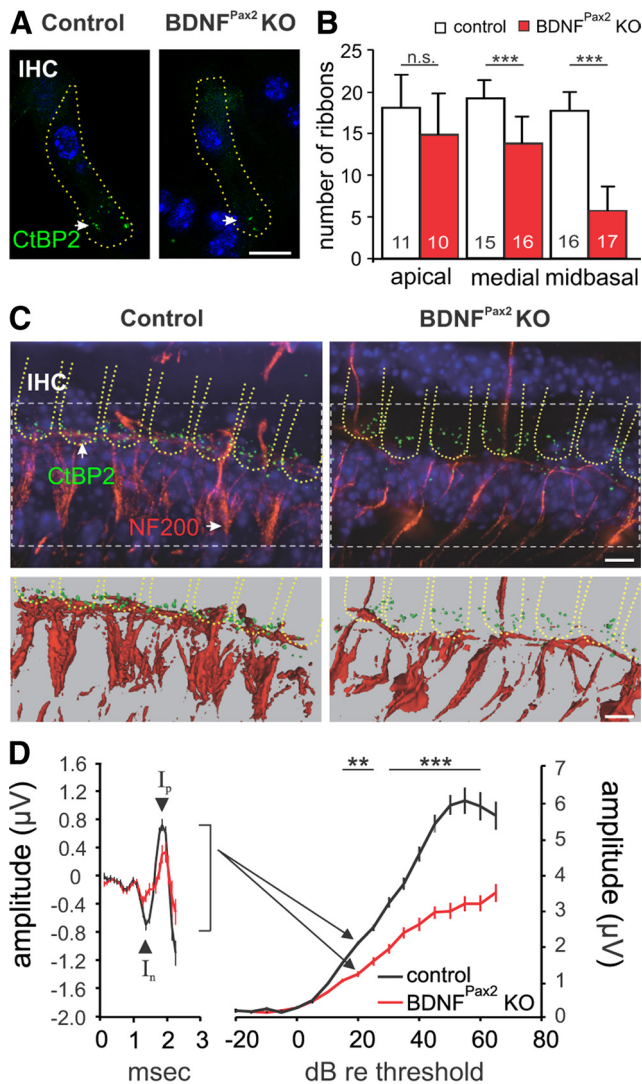 A
Control
BDNF^Pax2 KO
IHC
CtBP2
B
control
BDNF^Pax2 KO
number of ribbons
25
20
15
10
5
0
n.s.
***
***
11
10
15
16
16
17
apical
medial
midbasal
C
Control
BDNF^Pax2 KO
IHC
CtBP2
NF200
D
amplitude (µV)
1.6
1.2
0.8
0.4
0
-0.4
-0.8
-1.2
-1.6
-2.0
Ip
In
0 1 2 3
msec
**
***
control
BDNF^Pax2 KO
-20 0 20 40 60 80
dB re threshold
7
6
5
4
3
2
1
0
amplitude (µV)